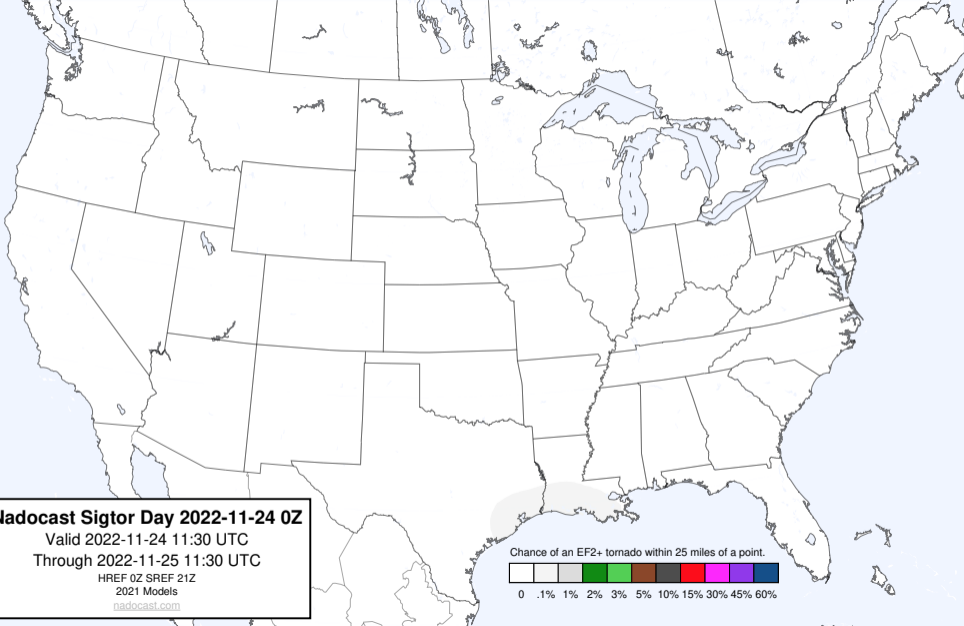 Nadocast Sigtor Day 2022-11-24 0Z
Valid 2022-11-24 11:30 UTC
Through 2022-11-25 11:30 UTC
HREF 0Z SREF 21Z
2021 Models
nadocast.com
Chance of an EF2+ tornado within 25 miles of a point.
0 .1% 1% 2% 3% 5% 10% 15% 30% 45% 60%